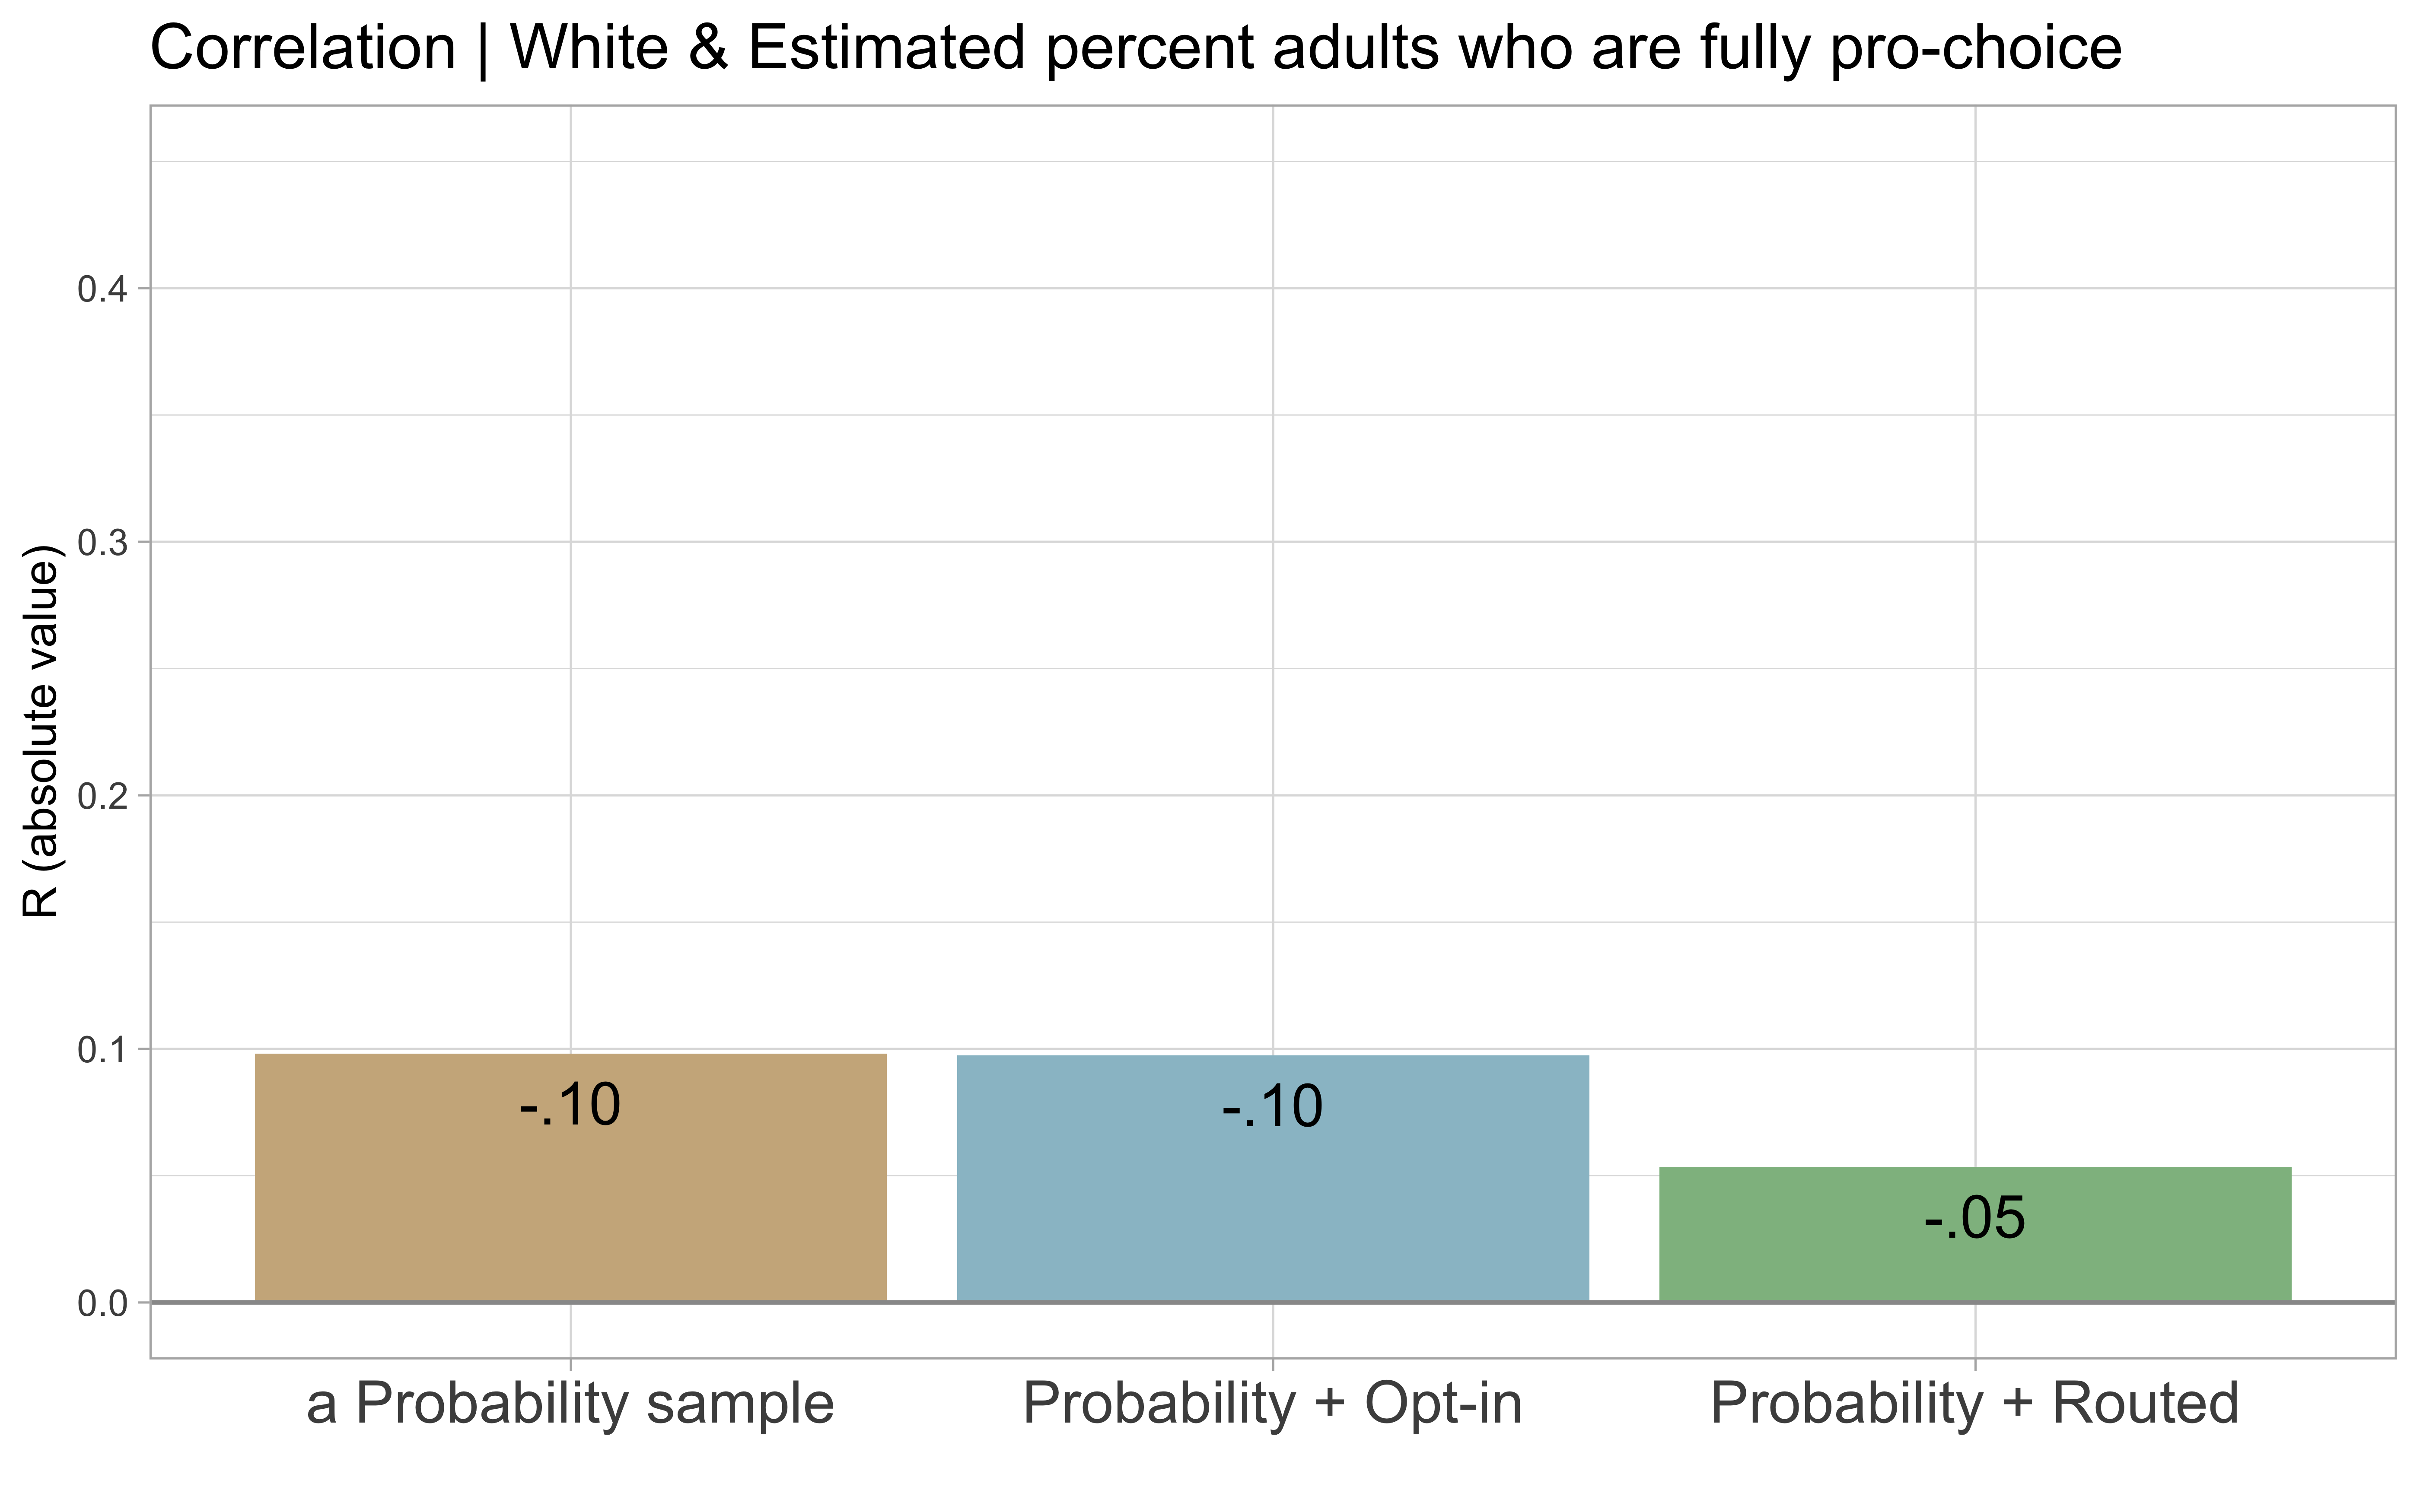 Correlation | White & Estimated percent adults who are fully pro-choice
R (absolute value)
0.4
0.3
0.2
0.1
0.0
-.10
-.10
-.05
a Probability sample
Probability + Opt-in
Probability + Routed